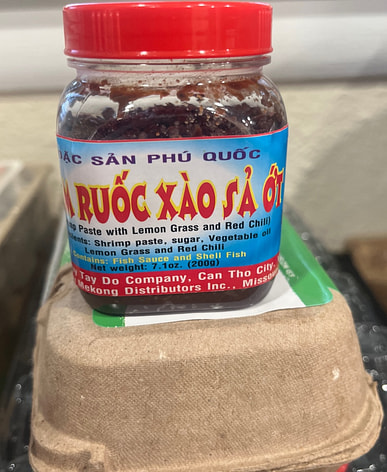 ĐẶC SẢN PHÚ QUỐC
RUỐC XÀO SẢ ỚT
Paste with Lemon Grass and Red Chili)
Shrimp paste, sugar, Vegetable oil
Lemon Grass and Red Chili
Contains: Fish Sauce and Shell Fish
Net weight: 7.1oz. (200g)
Tay Do Company, Can Tho City,
Mekong Distributors Inc.,